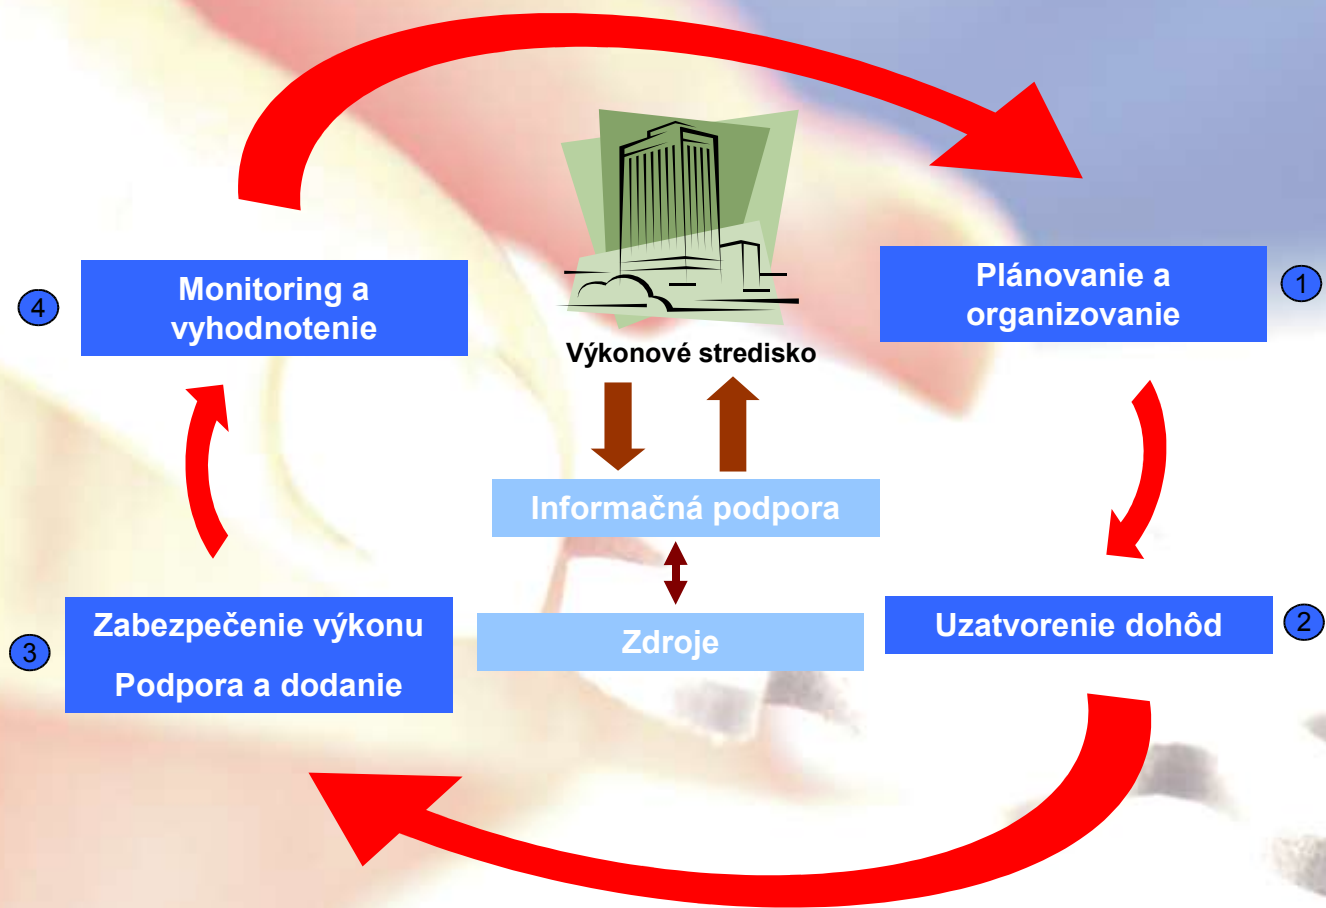 1
Plánovanie a
organizovanie
2
Uzatvorenie dohôd
3
Zabezpečenie výkonu
Podpora a dodanie
4
Monitoring a
vyhodnotenie
Výkonové stredisko
Informačná podpora
Zdroje